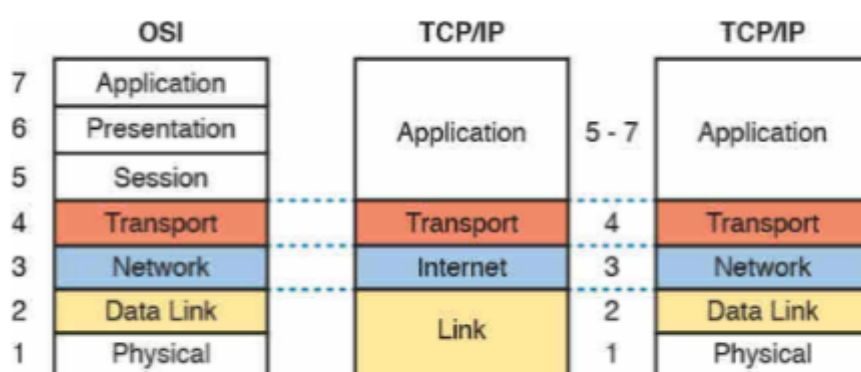 OSI TCP/IP TCP/IP
7 Application
6 Presentation Application 5 - 7 Application
5 Session
4 Transport Transport 4 Transport
3 Network Internet 3 Network
2 Data Link Link 2 Data Link
1 Physical 1 Physical